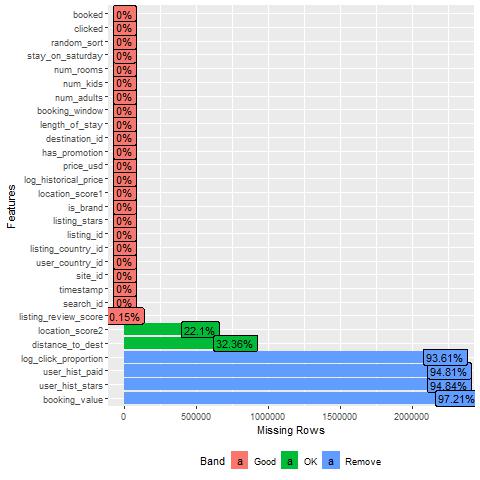 booked 0%
clicked 0%
random_sort 0%
stay_on_saturday 0%
num_rooms 0%
num_kids 0%
num_adults 0%
booking_window 0%
length_of_stay 0%
destination_id 0%
has_promotion 0%
price_usd 0%
log_historical_price 0%
location_score1 0%
is_brand 0%
listing_stars 0%
listing_id 0%
listing_country_id 0%
user_country_id 0%
site_id 0%
timestamp 0%
search_id 0%
listing_review_score 0.15%
location_score2 22.1%
distance_to_dest 32.36%
log_click_proportion 93.61%
user_hist_paid 94.81%
user_hist_stars 94.84%
booking_value 97.21%
Features
0 500000 1000000 1500000 2000000
Missing Rows
Band a Good a OK a Remove